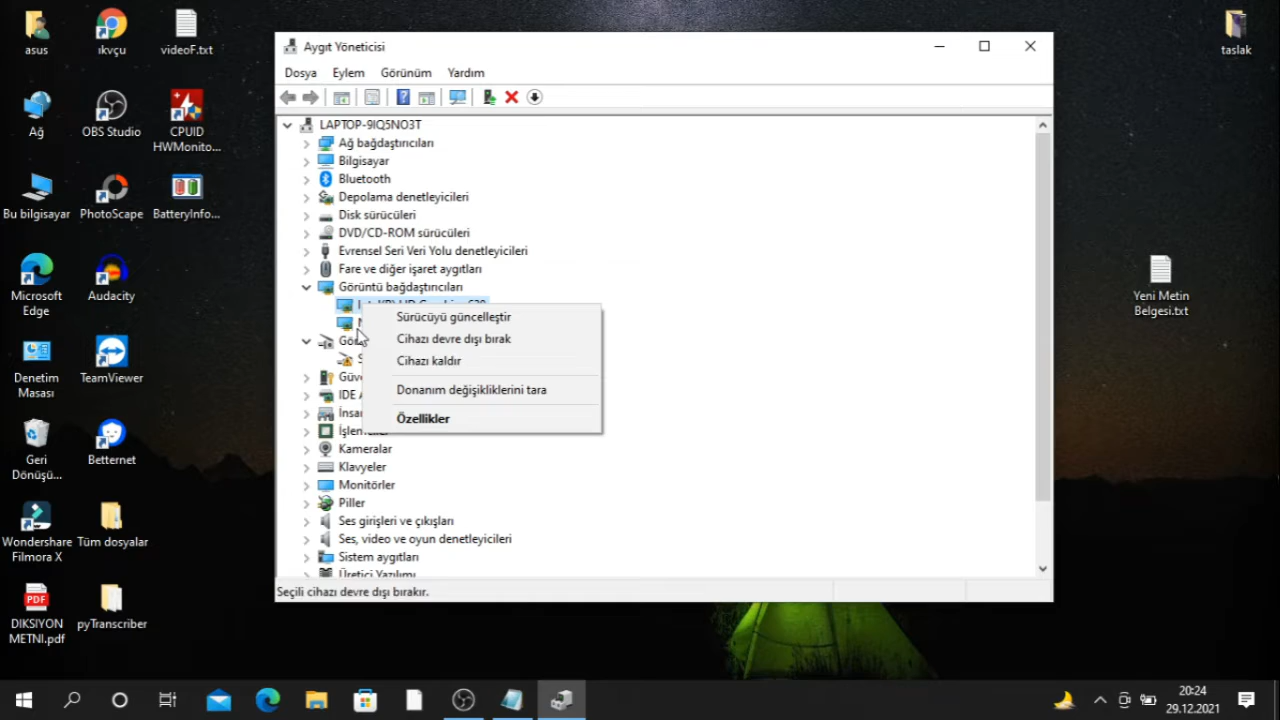 asus
ıkvçu
videoF.txt
taslak
Ağ
OBS Studio
CPUID
HWMonito...
Bu bilgisayar
PhotoScape
BatteryInfo...
Microsoft
Edge
Audacity
Denetim
Masası
TeamViewer
Geri
Dönüşü...
Betternet
Wondershare
Filmora X
Tüm dosyalar
PDF
DIKSIYON
METNI.pdf
pyTranscriber
Yeni Metin
Belgesi.txt
Aygıt Yöneticisi
Dosya Eylem Görünüm Yardım
LAPTOP-9IQ5NO3T
Ağ bağdaştırıcıları
Bilgisayar
Bluetooth
Depolama denetleyicileri
Disk sürücüleri
DVD/CD-ROM sürücüleri
Evrensel Seri Veri Yolu denetleyicileri
Fare ve diğer işaret aygıtları
Görüntü bağdaştırıcıları
Sürücüyü güncelleştir
Cihazı devre dışı bırak
Cihazı kaldır
Donanım değişikliklerini tara
Özellikler
Gör
Güve
IDE A
İnsan
İşlemciler
Kameralar
Klavyeler
Monitörler
Piller
Ses girişleri ve çıkışları
Ses, video ve oyun denetleyicileri
Sistem aygıtları
Üretici Yazılımı
Seçili cihazı devre dışı bırakır.
20:24
29.12.2021